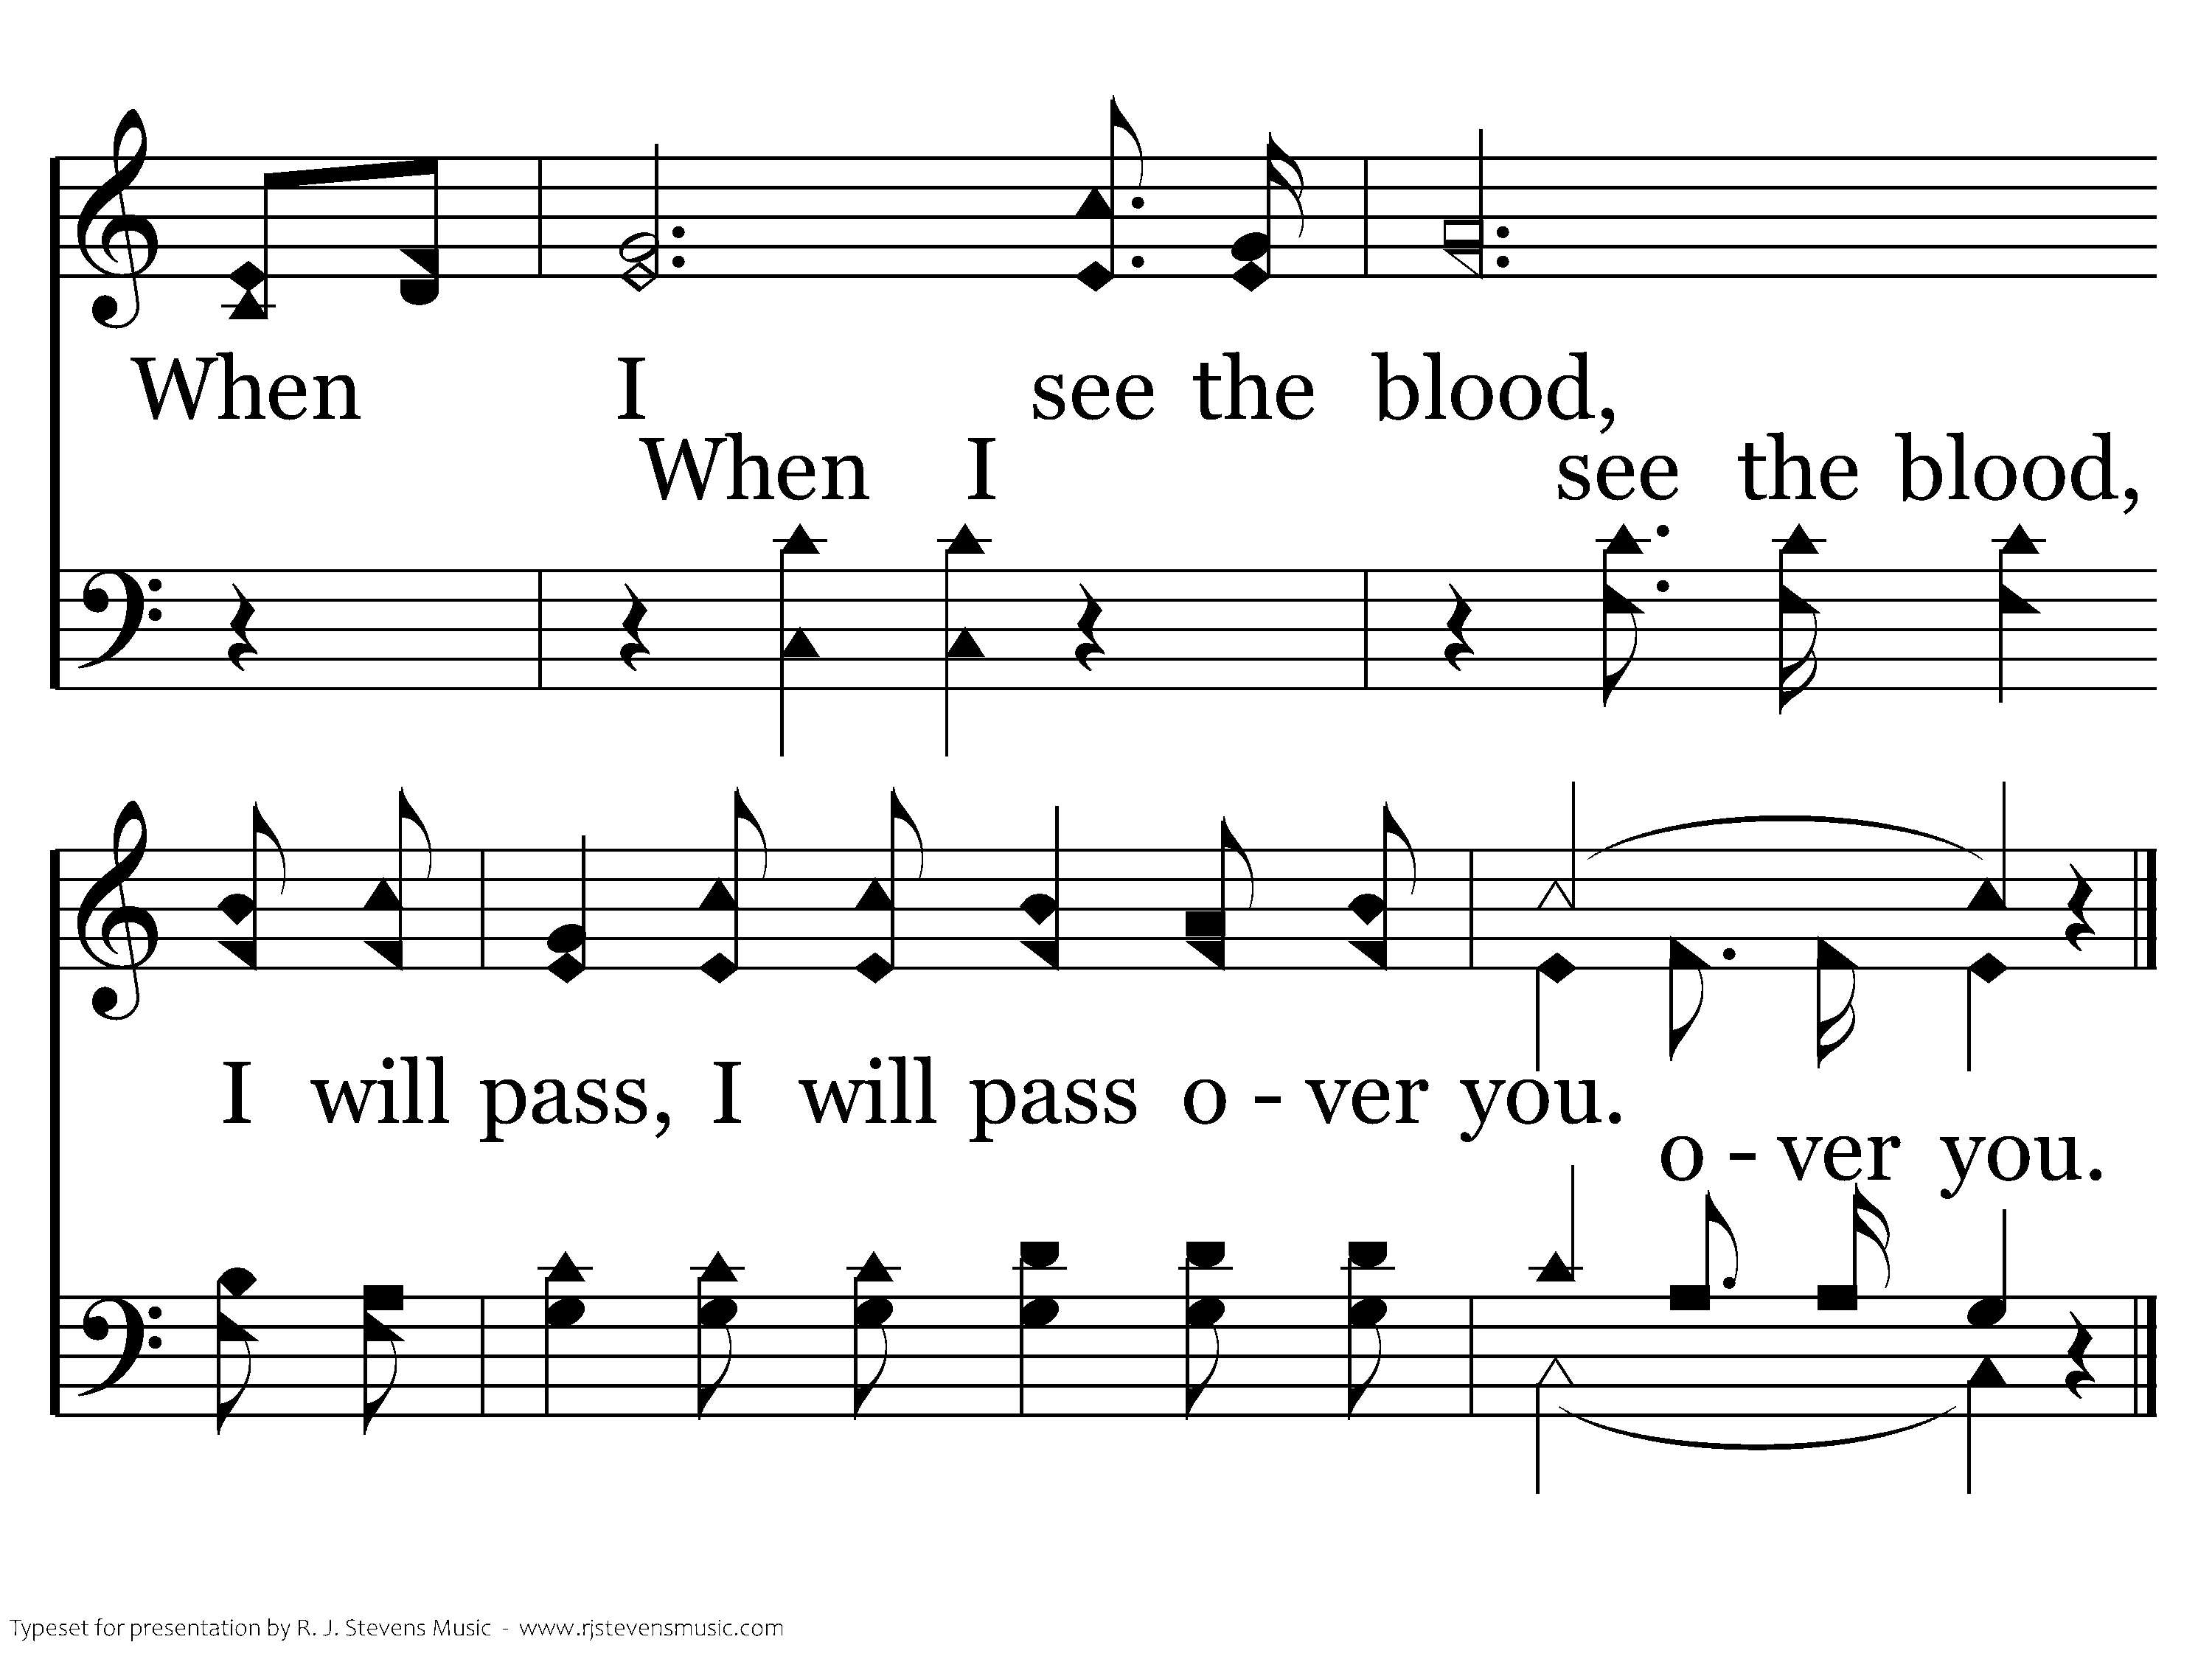 When I see the blood,
When I see the blood,
I will pass, I will pass o - ver you.
o - ver you.
Typeset for presentation by R. J. Stevens Music - www.rjstevensmusic.com